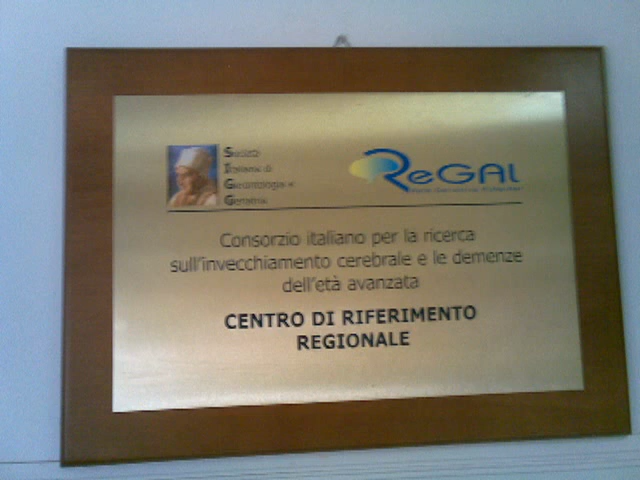 Società
Italiana di
Gerontologia e
Geriatria
ReGAl
Consorzio italiano per la ricerca
sull'invecchiamento cerebrale e le demenze
dell'età avanzata
CENTRO DI RIFERIMENTO
REGIONALE